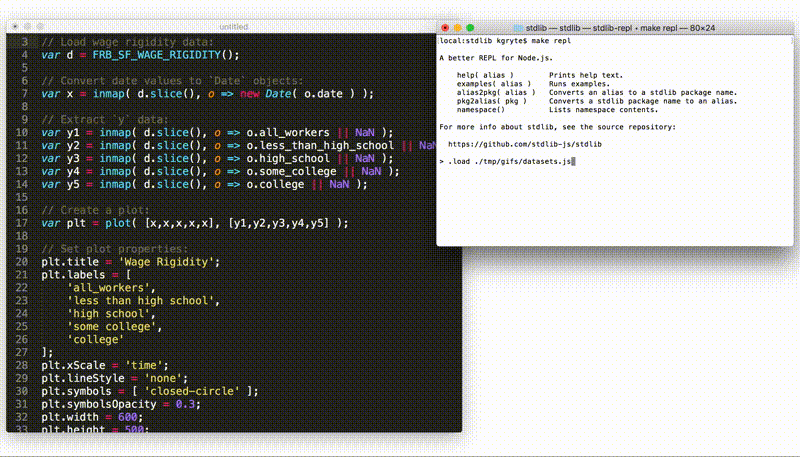 untitled
3 // Load wage rigidity data:
4 var d = FRB_SF_WAGE_RIGIDITY();
5
6 // Convert date values to `Date` objects:
7 var x = inmap( d.slice(), o => new Date( o.date ) );
8
9 // Extract 'y' data:
10 var y1 = inmap( d.slice(), o => o.all_workers || NaN );
11 var y2 = inmap( d.slice(), o => o.less_than_high_school || NaN
12 var y3 = inmap( d.slice(), o => o.high_school || NaN );
13 var y4 = inmap( d.slice(), o => o.some_college || NaN );
14 var y5 = inmap( d.slice(), o => o.college || NaN );
15
16 // Create a plot:
17 var plt = plot( [x,x,x,x,x], [y1,y2,y3,y4,y5] );
18
19 // Set plot properties:
20 plt.title = 'Wage Rigidity';
21 plt.labels = [
22 'all_workers',
23 'less than high school',
24 'high school',
25 'some college',
26 'college'
27 ];
28 plt.xScale = 'time';
29 plt.lineStyle = 'none';
30 plt.symbols = [ 'closed-circle' ];
31 plt.symbolsOpacity = 0.3;
32 plt.width = 600;
33 plt.height = 500;
stdlib — stdlib — stdlib-repl • make repl — 80×24
local:stdlib kgryte$ make repl
A better REPL for Node.js.
help( alias ) Prints help text.
examples( alias ) Runs examples.
alias2pkg( alias ) Converts an alias to a stdlib package name.
pkg2alias( pkg ) Converts a stdlib package name to an alias.
namespace() Lists namespace contents.
For more info about stdlib, see the source repository:
https://github.com/stdlib-js/stdlib
> .load ./tmp/gifs/datasets.js